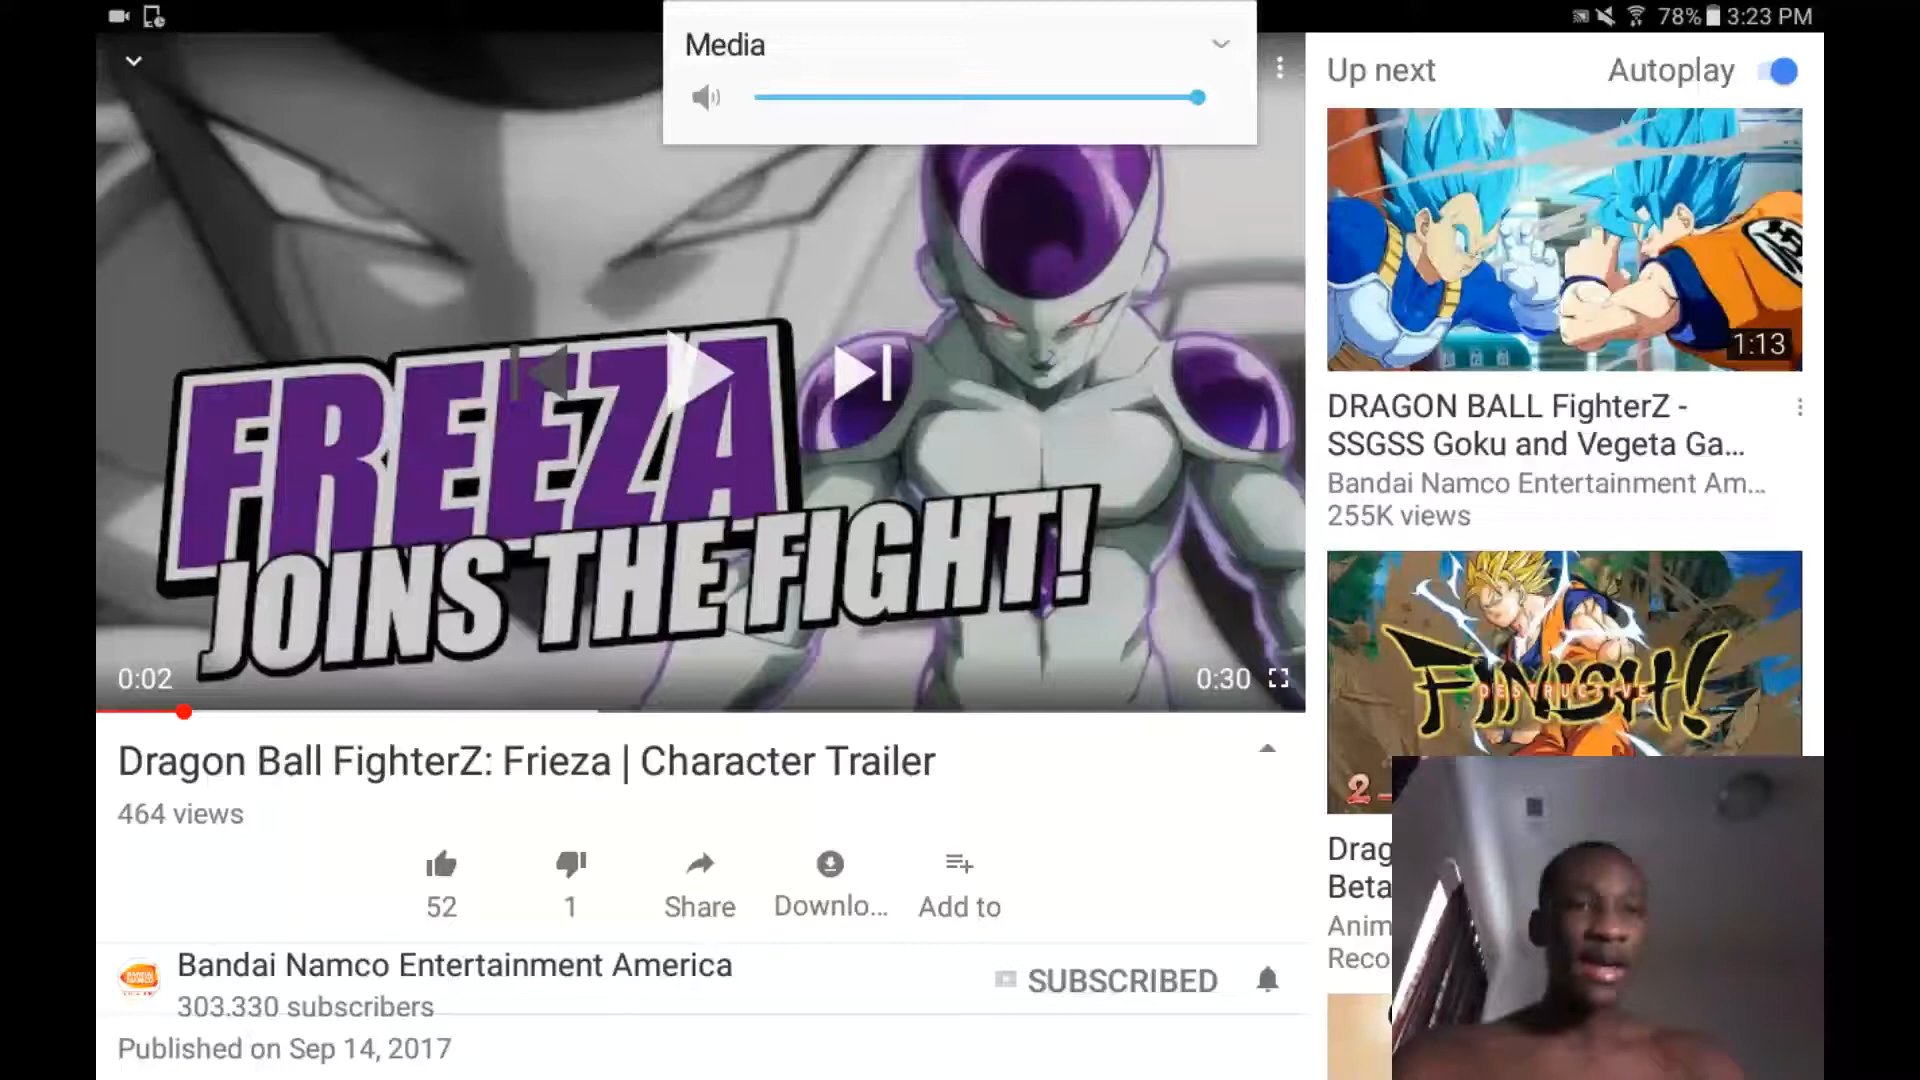 78% 3:23 PM
Media
FREEZA
JOINS THE FIGHT!
0:02
0:30
Dragon Ball FighterZ: Frieza | Character Trailer
464 views
52
1
Share
Downlo...
Add to
Bandai Namco Entertainment America
303.330 subscribers
SUBSCRIBED
Published on Sep 14, 2017
Up next
Autoplay
1:13
DRAGON BALL FighterZ -
SSGSS Goku and Vegeta Ga...
Bandai Namco Entertainment Am...
255K views
FINISH!
DESTRUCTIVE
2
Drag
Beta
Anim
Reco